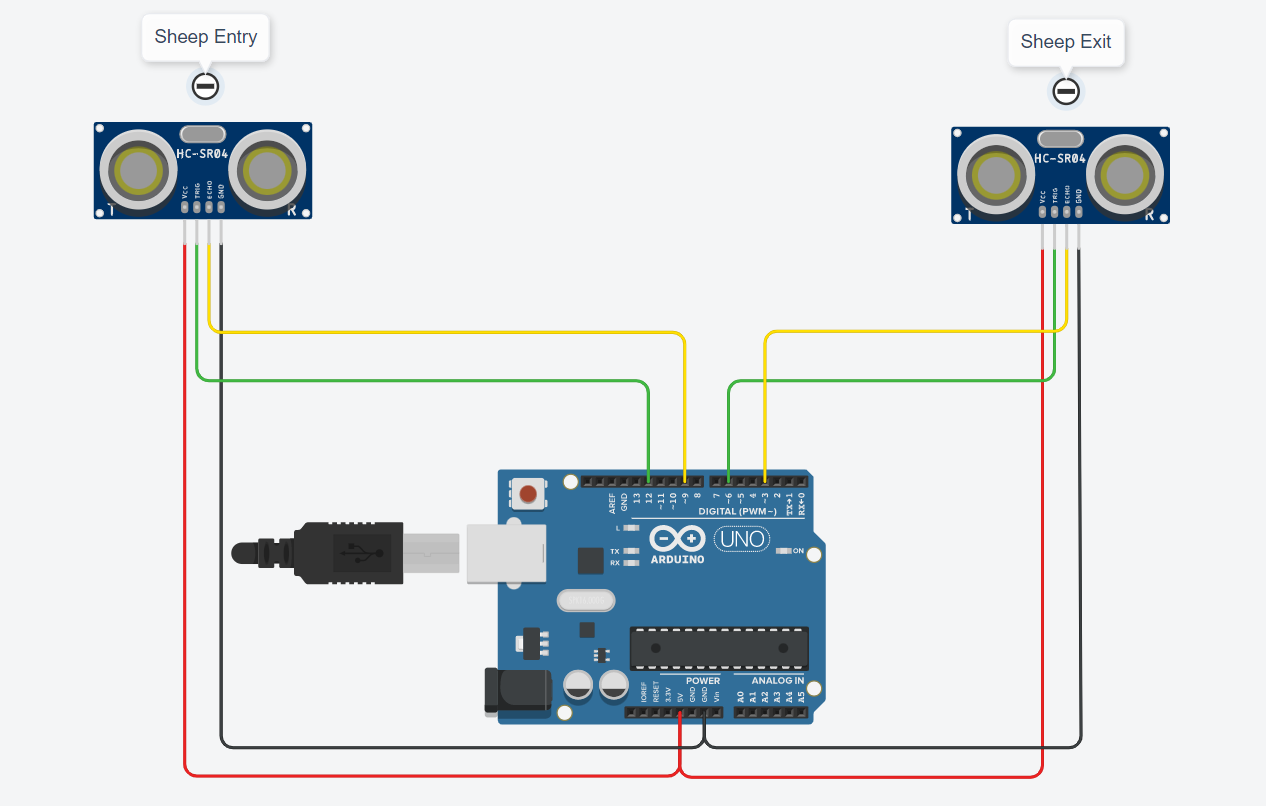 Sheep Entry
Sheep Exit
HC-SR04
VCC
TRIG
ECHO
GND
T
R
HC-SR04
VCC
TRIG
ECHO
GND
T
R
AREF
GND
13
12
~11
~10
~9
8
7
~6
~5
4
~3
2
TX→1
RX←0
DIGITAL (PWM~)
L
TX
RX
ARDUINO
UNO
ON
POWER
ANALOG IN
IOREF
RESET
3.3V
5V
GND
GND
Vin
A0
A1
A2
A3
A4
A5